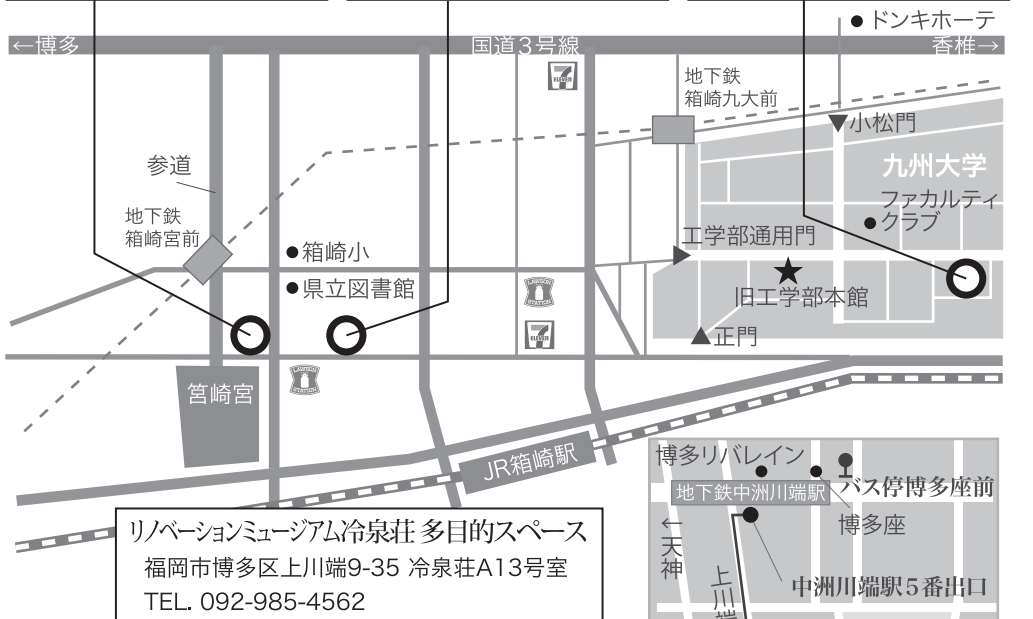 ドンキホーテ
←博多
国道3号線
香椎→
7
ELEVEN
地下鉄
箱崎九大前
小松門
参道
九州大学
ファカルティ
クラブ
地下鉄
箱崎宮前
箱崎小
工学部通用門
県立図書館
旧工学部本館
LAWSON
STATION
7
ELEVEN
正門
LAWSON
STATION
筥崎宮
JR箱崎駅
博多リバレイン
地下鉄中洲川端駅
バス停博多座前
博多座
←天神
中洲川端駅5番出口
上川端
リノベーションミュージアム冷泉荘 多目的スペース
福岡市博多区上川端9-35 冷泉荘A13号室
TEL. 092-985-4562